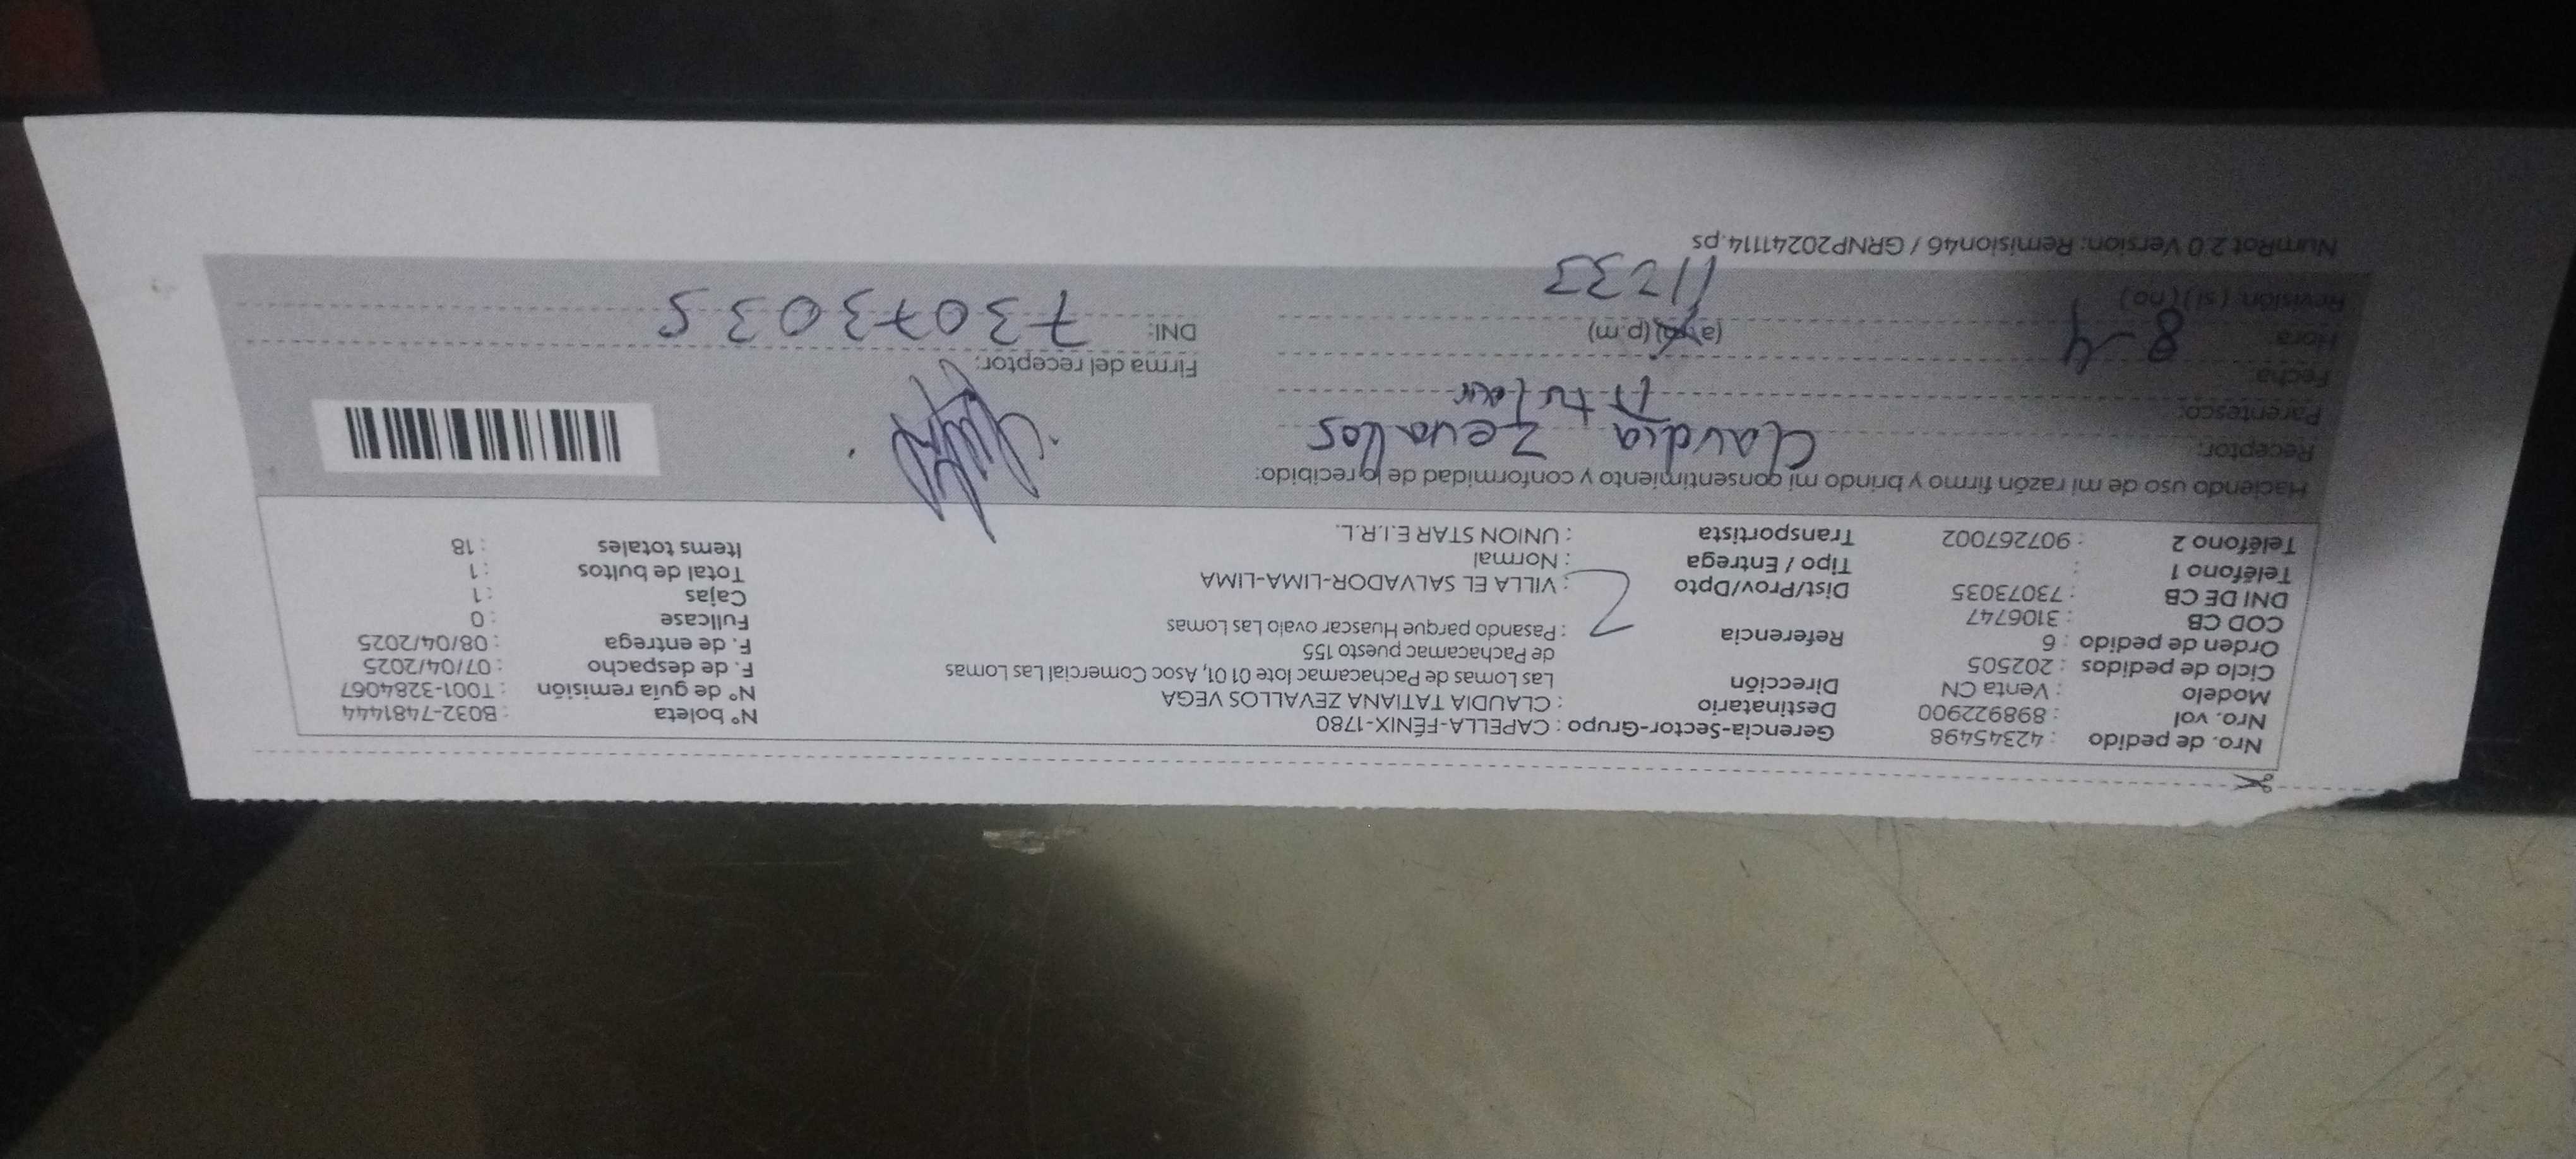 Nro. de pedido : 42345498
Nro. vol : 898922900
Modelo : Venta CN
Ciclo de pedidos : 202505
Orden de pedido : 6
COD CB : 3106747
DNI DE CB : 73073035
Teléfono 1 :
Teléfono 2 : 907267002
Gerencia-Sector-Grupo : CAPELLA-FÉNIX-1780
Destinatario : CLAUDIA TATIANA ZEVALLOS VEGA
Dirección Las Lomas de Pachacamac lote 01 01, Asoc Comercial Las Lomas
de Pachacamac puesto 155
Referencia : Pasando parque Huascar ovalo Las Lomas
Dist/Prov/Dpto : VILLA EL SALVADOR-LIMA-LIMA
Tipo / Entrega : Normal
Transportista : UNION STAR E.I.R.L.
N° boleta : B032-7481444
N° de guía remisión : T001-3284067
F. de despacho : 07/04/2025
F. de entrega : 08/04/2025
Fullcase : 0
Cajas : 1
Total de bultos : 1
Items totales : 18
Haciendo uso de mi razón firmo y brindo mi consentimiento y conformidad de lo recibido:
Receptor: Claudia Zevallos
Parentesco: titular
Fecha: 8-4
Hora: (a.m) (p.m)
Revisión: (si) (no) 11:33
Firma del receptor:
DNI: 73073035
NumRot 2.0 Version: Remision46 / GRNP20241114.ps